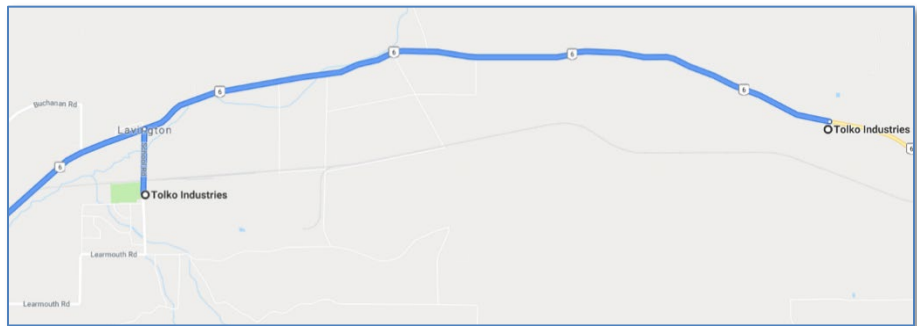 6
6
6
6
Buchanan Rd
Lavington
Tolko Industries
6
6
Tolko Industries
Learmouth Rd
Learmouth Rd